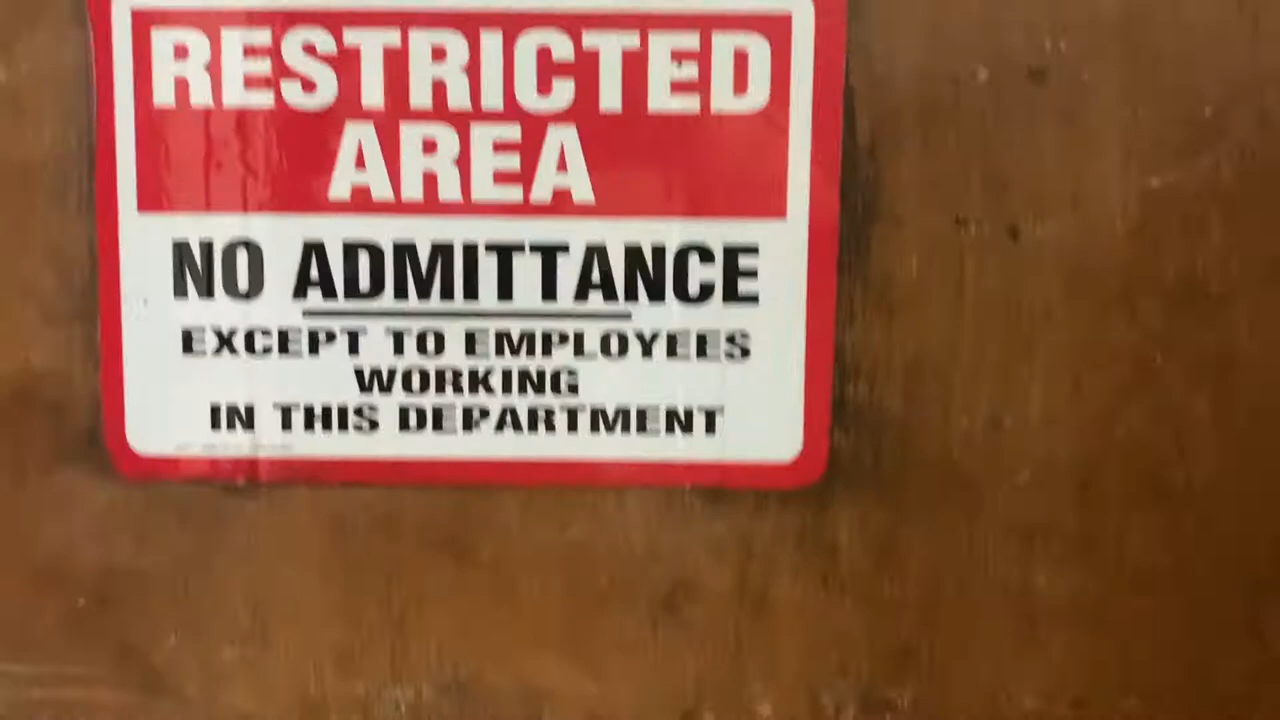 RESTRICTED
AREA
NO ADMITTANCE
EXCEPT TO EMPLOYEES
WORKING
IN THIS DEPARTMENT